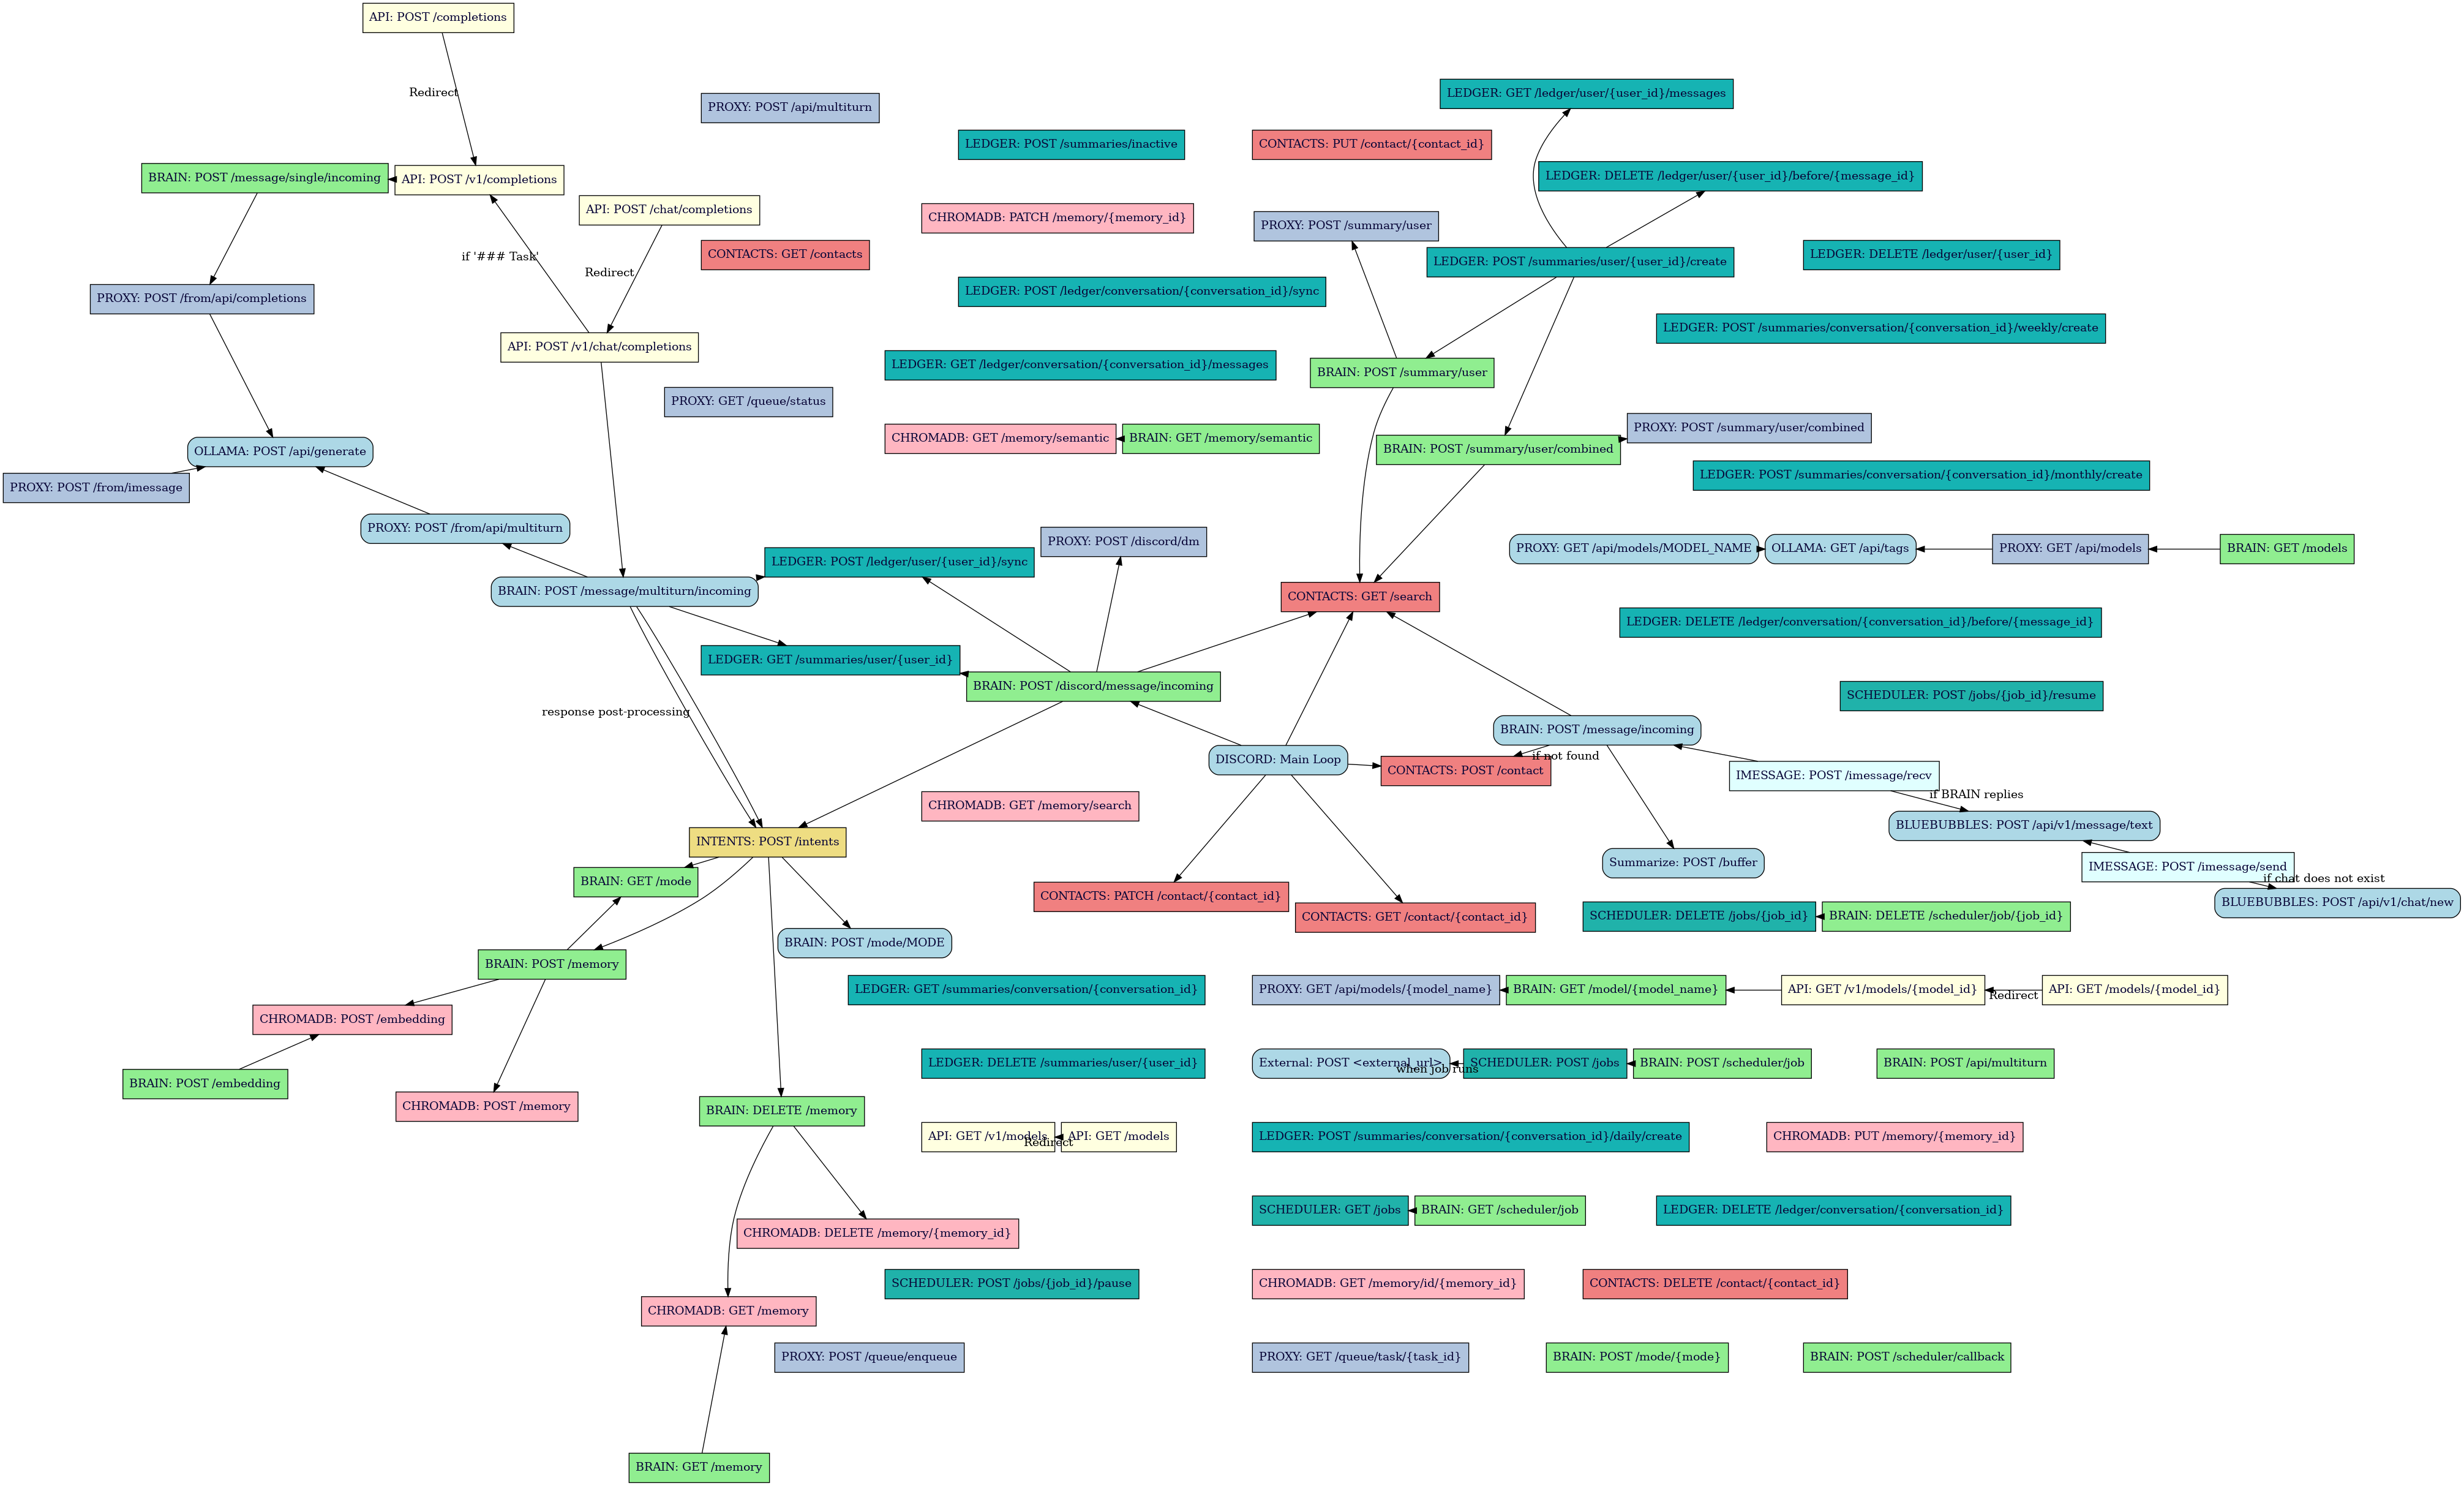 API: POST /completions
Redirect
PROXY: POST /api/multiturn
LEDGER: GET /ledger/user/{user_id}/messages
LEDGER: POST /summaries/inactive
CONTACTS: PUT /contact/{contact_id}
BRAIN: POST /message/single/incoming
API: POST /v1/completions
LEDGER: DELETE /ledger/user/{user_id}/before/{message_id}
API: POST /chat/completions
CHROMADB: PATCH /memory/{memory_id}
PROXY: POST /summary/user
if '### Task'
Redirect
CONTACTS: GET /contacts
LEDGER: POST /summaries/user/{user_id}/create
LEDGER: DELETE /ledger/user/{user_id}
PROXY: POST /from/api/completions
LEDGER: POST /ledger/conversation/{conversation_id}/sync
LEDGER: POST /summaries/conversation/{conversation_id}/weekly/create
API: POST /v1/chat/completions
LEDGER: GET /ledger/conversation/{conversation_id}/messages
BRAIN: POST /summary/user
PROXY: GET /queue/status
PROXY: POST /summary/user/combined
OLLAMA: POST /api/generate
CHROMADB: GET /memory/semantic
BRAIN: GET /memory/semantic
BRAIN: POST /summary/user/combined
PROXY: POST /from/imessage
LEDGER: POST /summaries/conversation/{conversation_id}/monthly/create
PROXY: POST /from/api/multiturn
PROXY: POST /discord/dm
PROXY: GET /api/models/MODEL_NAME
OLLAMA: GET /api/tags
PROXY: GET /api/models
BRAIN: GET /models
LEDGER: POST /ledger/user/{user_id}/sync
BRAIN: POST /message/multiturn/incoming
CONTACTS: GET /search
LEDGER: DELETE /ledger/conversation/{conversation_id}/before/{message_id}
LEDGER: GET /summaries/user/{user_id}
BRAIN: POST /discord/message/incoming
SCHEDULER: POST /jobs/{job_id}/resume
response post-processing
BRAIN: POST /message/incoming
DISCORD: Main Loop
if not found
CONTACTS: POST /contact
IMESSAGE: POST /imessage/recv
if BRAIN replies
CHROMADB: GET /memory/search
BLUEBUBBLES: POST /api/v1/message/text
INTENTS: POST /intents
Summarize: POST /buffer
IMESSAGE: POST /imessage/send
if chat does not exist
BRAIN: GET /mode
CONTACTS: PATCH /contact/{contact_id}
BLUEBUBBLES: POST /api/v1/chat/new
CONTACTS: GET /contact/{contact_id}
SCHEDULER: DELETE /jobs/{job_id}
BRAIN: DELETE /scheduler/job/{job_id}
BRAIN: POST /mode/MODE
BRAIN: POST /memory
LEDGER: GET /summaries/conversation/{conversation_id}
PROXY: GET /api/models/{model_name}
BRAIN: GET /model/{model_name}
API: GET /v1/models/{model_id}
Redirect
API: GET /models/{model_id}
CHROMADB: POST /embedding
LEDGER: DELETE /summaries/user/{user_id}
External: POST <external_url>
when job runs
SCHEDULER: POST /jobs
BRAIN: POST /scheduler/job
BRAIN: POST /api/multiturn
BRAIN: POST /embedding
CHROMADB: POST /memory
BRAIN: DELETE /memory
API: GET /v1/models
Redirect
API: GET /models
LEDGER: POST /summaries/conversation/{conversation_id}/daily/create
CHROMADB: PUT /memory/{memory_id}
SCHEDULER: GET /jobs
BRAIN: GET /scheduler/job
LEDGER: DELETE /ledger/conversation/{conversation_id}
CHROMADB: DELETE /memory/{memory_id}
SCHEDULER: POST /jobs/{job_id}/pause
CHROMADB: GET /memory/id/{memory_id}
CONTACTS: DELETE /contact/{contact_id}
CHROMADB: GET /memory
PROXY: POST /queue/enqueue
PROXY: GET /queue/task/{task_id}
BRAIN: POST /mode/{mode}
BRAIN: POST /scheduler/callback
BRAIN: GET /memory